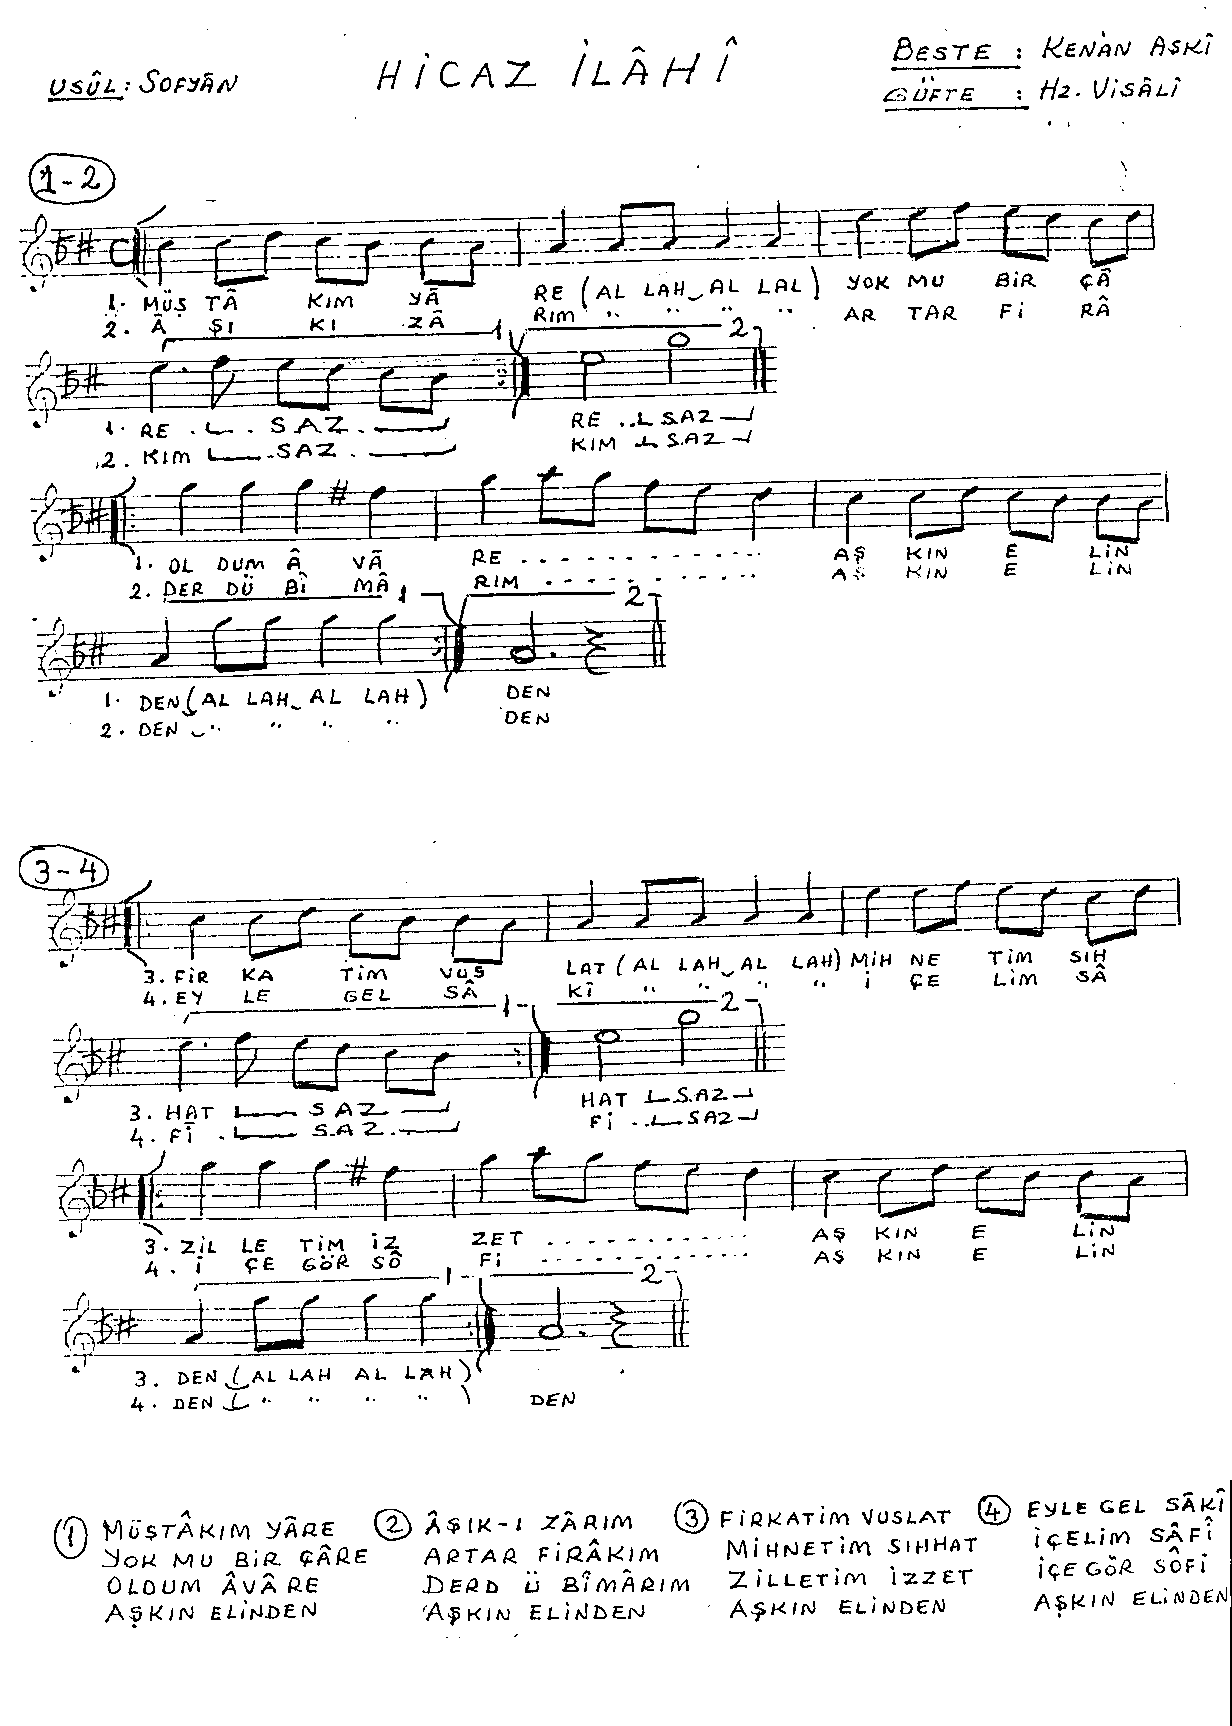 USÛL: SOFYÂN
HİCAZ İLÂHÎ
BESTE : KENÂN ASKÎ
GÜFTE : HZ. VİSÂLÎ
1-2
1. MÜŞ TÂ KIM YÂ RE (AL LAH AL LAL) YOK MU BİR ÇÂ
2. Â ŞI KI ZÂ RIM " " " " AR TAR Fİ RÂ
1 2
1. RE SAZ RE SAZ
2. KIM SAZ KIM SAZ
1. OL DUM Â VÂ RE AŞ KIN E LİN
2. DER DÜ Bİ MÂ RIM AŞ KIN E LİN
1 2
1. DEN (AL LAH AL LAH) DEN
2. DEN " " " " DEN
3-4
3. FİR KA TİM VUS LAT (AL LAH AL LAH) MİH NE TİM SIH
4. EY LE GEL SÂ KÎ " " " " İ ÇE LİM SÂ
1 2
3. HAT SAZ HAT SAZ
4. Fİ SAZ Fİ SAZ
3. ZİL LE TİM İZ ZET AŞ KIN E LİN
4. İ ÇE GÖR SÔ Fİ AŞ KIN E LİN
1 2
3. DEN (AL LAH AL LAH)
4. DEN ( " " " " ) DEN
1 MÜŞTÂKIM YÂRE
YOK MU BİR ÇÂRE
OLDUM ÂVÂRE
AŞKIN ELİNDEN
2 ÂŞIK-I ZÂRIM
ARTAR FİRÂKIM
DERD Ü BÎMÂRIM
AŞKIN ELİNDEN
3 FİRKATİM VUSLAT
MİHNETİM SIHHAT
ZİLLETİM İZZET
AŞKIN ELİNDEN
4 EYLE GEL SÂKÎ
İÇELİM SÂFÎ
İÇE GÖR SÔFİ
AŞKIN ELİNDEN